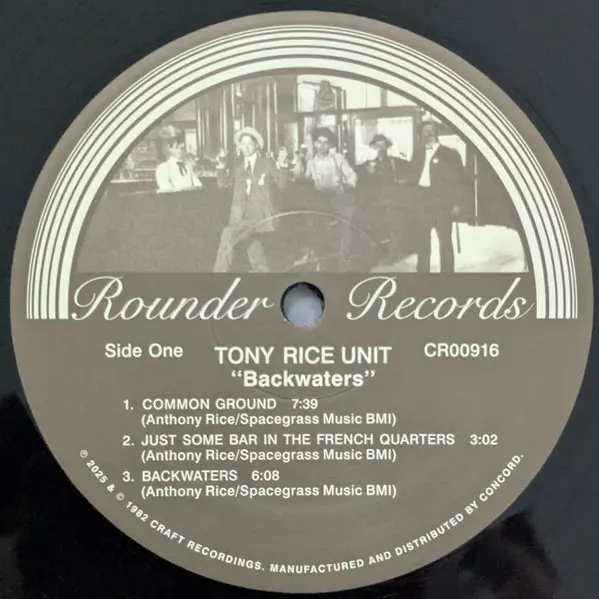 Rounder Records
Side One TONY RICE UNIT CR00916
"Backwaters"
1. COMMON GROUND 7:39
(Anthony Rice/Spacegrass Music BMI)
2. JUST SOME BAR IN THE FRENCH QUARTERS 3:02
(Anthony Rice/Spacegrass Music BMI)
3. BACKWATERS 6:08
(Anthony Rice/Spacegrass Music BMI)
℗ 2025 & © 1982 CRAFT RECORDINGS. MANUFACTURED AND DISTRIBUTED BY CONCORD.